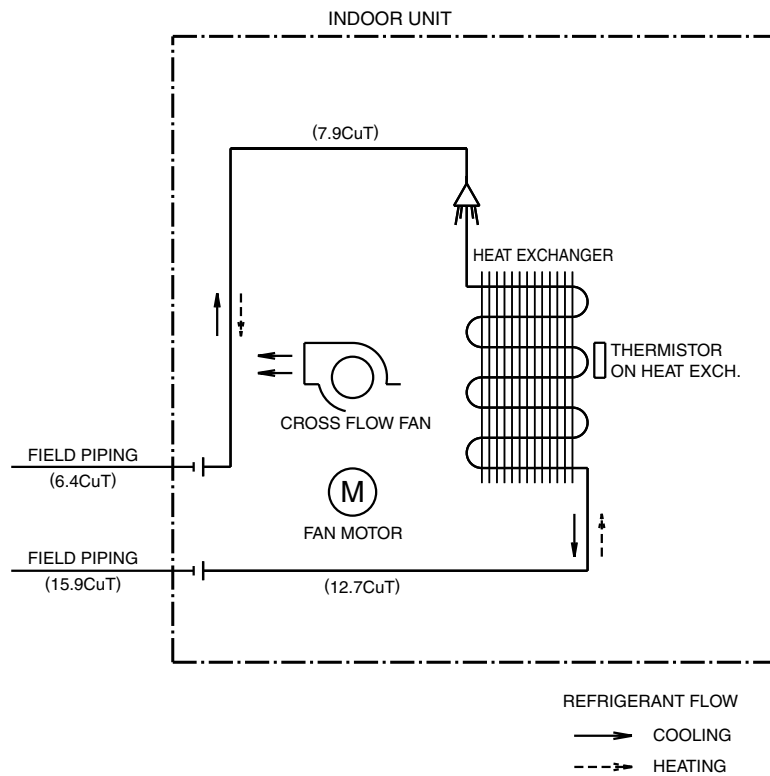 INDOOR UNIT
(7.9CuT)
HEAT EXCHANGER
THERMISTOR
ON HEAT EXCH.
CROSS FLOW FAN
FIELD PIPING
(6.4CuT)
M
FAN MOTOR
FIELD PIPING
(15.9CuT)
(12.7CuT)
REFRIGERANT FLOW
COOLING
HEATING